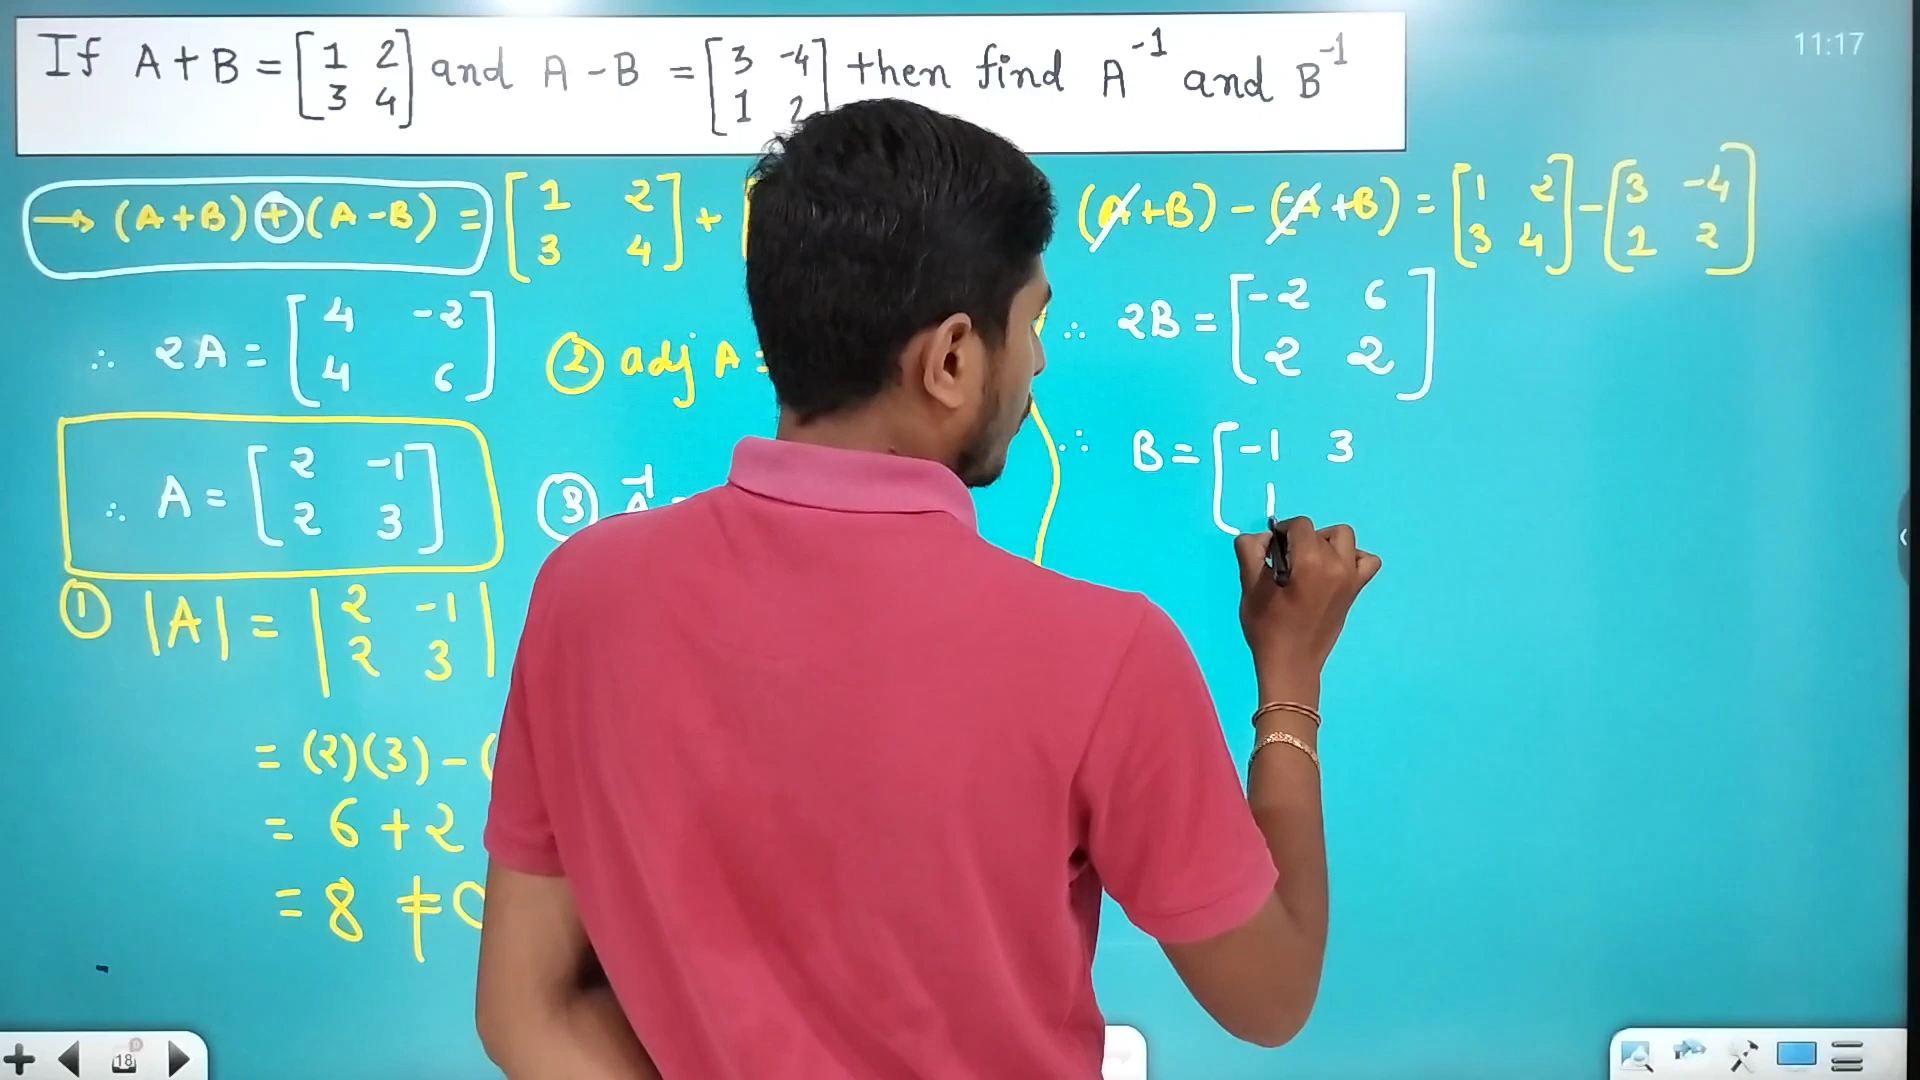 If A+B = [1 2 3 4] and A-B = [3 -4 1 2] then find A⁻¹ and B⁻¹
11:17
→ (A+B) + (A-B) = [1 2 3 4] + [
∴ 2A = [4 -2 4 6]
∴ A = [2 -1 2 3]
① |A| = |2 -1 2 3|
= (2)(3) - (
= 6 + 2
= 8 ≠ 0
② adj A =
③ A⁻¹ =
(A+B) - (-A+B) = [1 2 3 4] - [3 -4 1 2]
∴ 2B = [-2 6 2 2]
∴ B = [-1 3 1
18